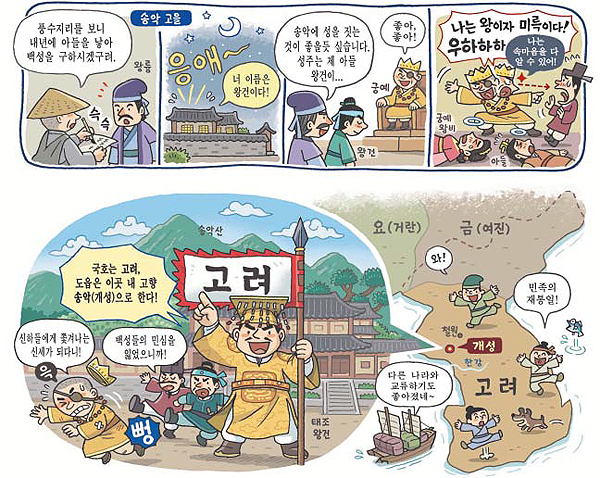 송악 고을
풍수지리를 보니
내년에 아들을 낳아
백성을 구하시겠구려.
왕륭
슥슥
응애~
너 이름은
왕건이다!
송악에 성을 짓는
것이 좋을듯 싶습니다.
성주는 제 아들
왕건이...
좋아,
좋아!
궁예
왕건
나는 왕이자 미륵이다!
우하하하
나는
속마음을 다
알 수 있어!
궁예
왕비
아들
송악산
국호는 고려,
도읍은 이곳 내 고향
송악(개성)으로 한다!
고려
신하들에게 쫓겨나는
신세가 되다니!
백성들의 민심을
잃었으니까!
윽
뻥
태조
왕건
요(거란)
금(여진)
와!
민족의
재통일!
철원
개성
한강
다른 나라와
교류하기도
좋아졌네~
고려